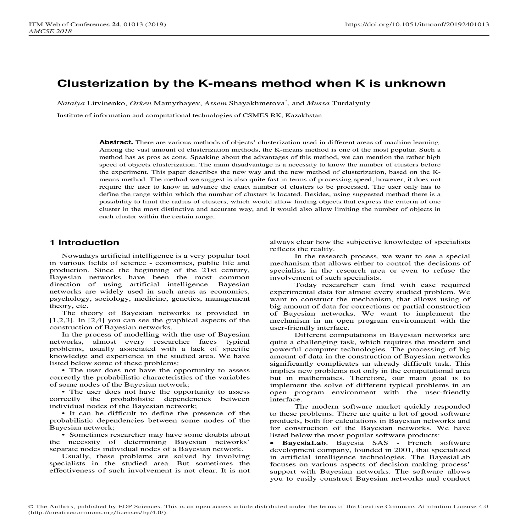 ITM Web of Conferences 24, 01013 (2019)
https://doi.org/10.1051/itmconf/20192401013
AMCSE 2018
Clusterization by the K-means method when K is unknown
Natalya Litvinenko, Orken Mamyrbayev, Assem Shayakhmetova*, and Mussa Turdalyuly
Institute of information and computational technologies of CSMES RK, Kazakhstan
Abstract. There are various methods of objects' clusterization used in different areas of machine learning.
Among the vast amount of clusterization methods, the K-means method is one of the most popular. Such a
method has as pros as cons. Speaking about the advantages of this method, we can mention the rather high
speed of objects clusterization. The main disadvantage is a necessity to know the number of clusters before
the experiment. This paper describes the new way and the new method of clusterization, based on the K-
means method. The method we suggest is also quite fast in terms of processing speed, however, it does not
require the user to know in advance the exact number of clusters to be processed. The user only has to
define the range within which the number of clusters is located. Besides, using suggested method there is a
possibility to limit the radius of clusters, which would allow finding objects that express the criteria of one
cluster in the most distinctive and accurate way, and it would also allow limiting the number of objects in
each cluster within the certain range.
1 Introduction
Nowadays artificial intelligence is a very popular tool
in various fields of science - economics, public life and
production. Since the beginning of the 21st century,
Bayesian networks have been the most common
direction of using artificial intelligence. Bayesian
networks are widely used in such areas as economics,
psychology, sociology, medicine, genetics, management
theory, etc.
The theory of Bayesian networks is provided in
[1,2,3]. In [2,4] you can see the graphical aspects of the
construction of Bayesian networks.
In the process of modelling with the use of Bayesian
networks, almost every researcher faces typical
problems, usually associated with a lack of specific
knowledge and experience in the studied area. We have
listed below some of these problems:
• The user does not have the opportunity to assess
correctly the probabilistic characteristics of the variables
of some nodes of the Bayesian network;
• The user does not have the opportunity to assess
correctly the probabilistic dependencies between
individual nodes of the Bayesian network;
• It can be difficult to define the presence of the
probabilistic dependencies between some nodes of the
Bayesian network.
• Sometimes researcher may have some doubts about
the necessity of determining Bayesian networks'
separate nodes individual nodes of a Bayesian network.
Usually, these problems are solved by involving
specialists in the studied area. But sometimes the
effectiveness of such involvement is not clear. It is not
always clear how the subjective knowledge of specialists
reflects the reality.
In the research process, we want to see a special
mechanism that allows either to control the decisions of
specialists in the research area or even to refuse the
involvement of such specialists.
Today researcher can find with ease required
experimental data for almost every studied problem. We
want to construct the mechanism, that allows using of
big amount of data for corrections or partial construction
of Bayesian networks. We want to implement the
mechanism in an open program environment with the
user-friendly interface.
Different computations in Bayesian networks are
quite a challenging task, which requires the modern and
powerful computer technologies. The processing of big
amount of data in the construction of Bayesian networks
significantly complicates an already difficult task. This
implies new problems not only in the computational area
but in mathematics. Therefore, our main goal is to
implement the solve of different typical problems in an
open program environment with the user-friendly
interface.
The modern software market quickly responded
to these problems. There are quite a lot of good software
products, both for calculations in Bayesian networks and
for construction of the Bayesian networks. We have
listed below the most popular software products:
• BayesiaLab. Bayesia SAS - French software
development company, founded in 2001, that specialized
in artificial intelligence technologies. The BayesiaLab
focuses on various aspects of decision making process'
support with Bayesian networks. The software allows
you to easily construct Bayesian networks and conduct
© The Authors, published by EDP Sciences. This is an open access article distributed under the terms of the Creative Commons Attribution License 4.0
(http://creativecommons.org/licenses/by/4.0/).